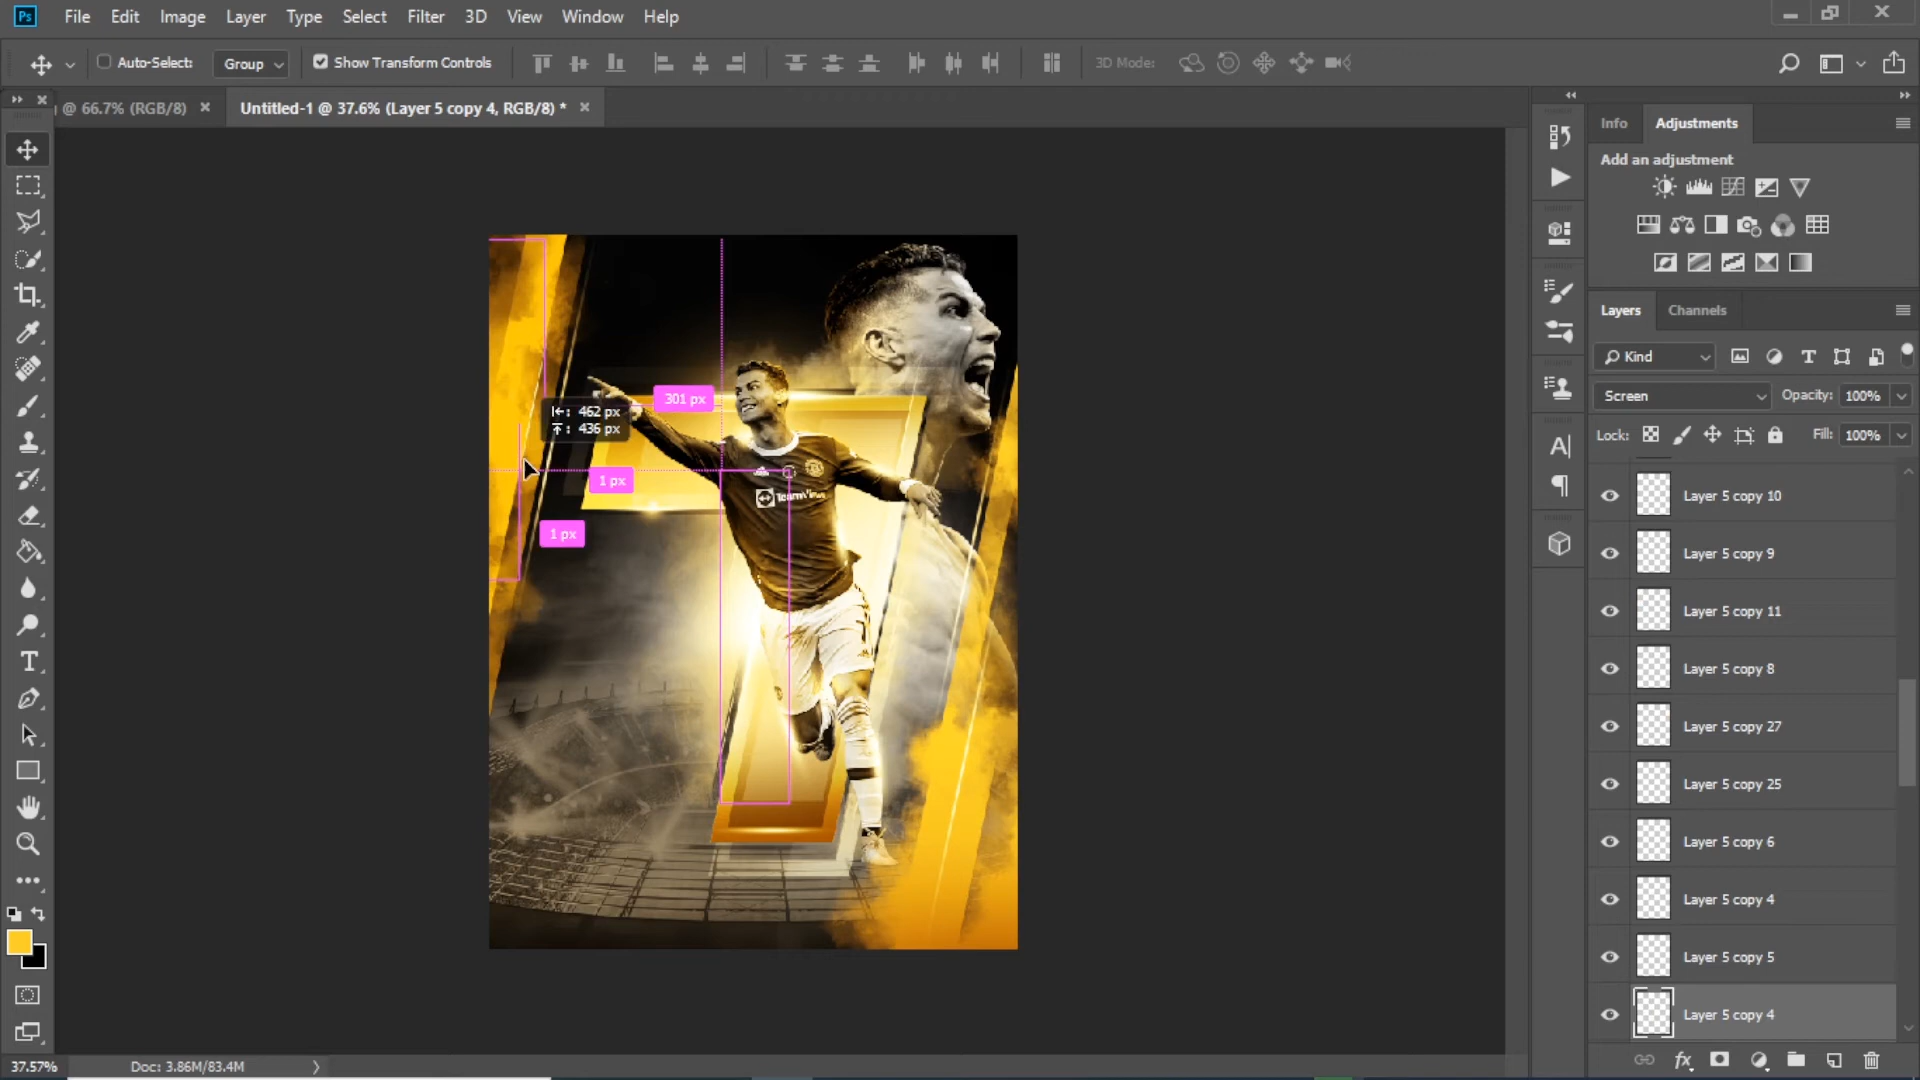 Ps File Edit Image Layer Type Select Filter 3D View Window Help
Auto-Select: Group Show Transform Controls 3D Mode:
@ 66.7% (RGB/8) × Untitled-1 @ 37.6% (Layer 5 copy 4, RGB/8) * ×
Info Adjustments
Add an adjustment
Layers Channels
Kind
Screen Opacity: 100%
Lock: Fill: 100%
301 px
462 px
436 px
1 px
1 px
TeamView
Layer 5 copy 10
Layer 5 copy 9
Layer 5 copy 11
Layer 5 copy 8
Layer 5 copy 27
Layer 5 copy 25
Layer 5 copy 6
Layer 5 copy 4
Layer 5 copy 5
Layer 5 copy 4
37.57% Doc: 3.86M/83.4M